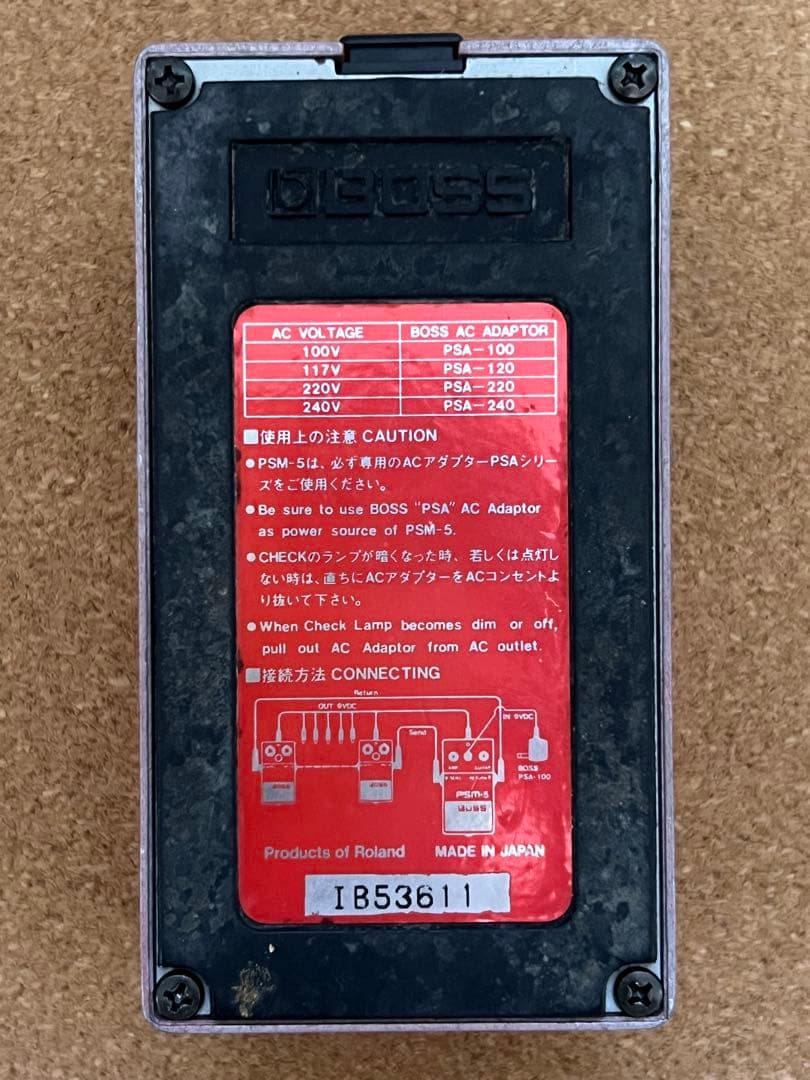 BOSS
AC VOLTAGE BOSS AC ADAPTOR
100V PSA-100
117V PSA-120
220V PSA-220
240V PSA-240
■使用上の注意 CAUTION
●PSM-5は、必ず専用のACアダプターPSAシリー
ズをご使用ください。
●Be sure to use BOSS "PSA" AC Adaptor
as power source of PSM-5.
●CHECKのランプが暗くなった時、若しくは点灯し
ない時は、直ちにACアダプターをACコンセントよ
り抜いて下さい。
●When Check Lamp becomes dim or off,
pull out AC Adaptor from AC outlet.
■接続方法 CONNECTING
Return
OUT 9VDC
IN 9VDC
Send
BOSS
PSA-100
PSM-5
BOSS BOSS BOSS
Products of Roland MADE IN JAPAN
IB53611